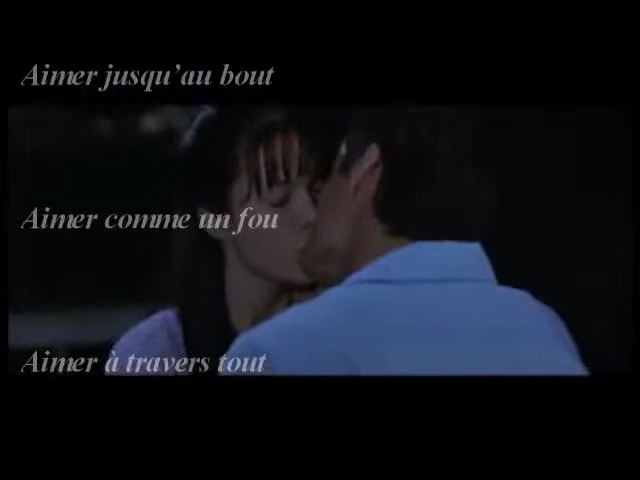 Aimer jusqu'au bout
Aimer comme un fou
Aimer à travers tout